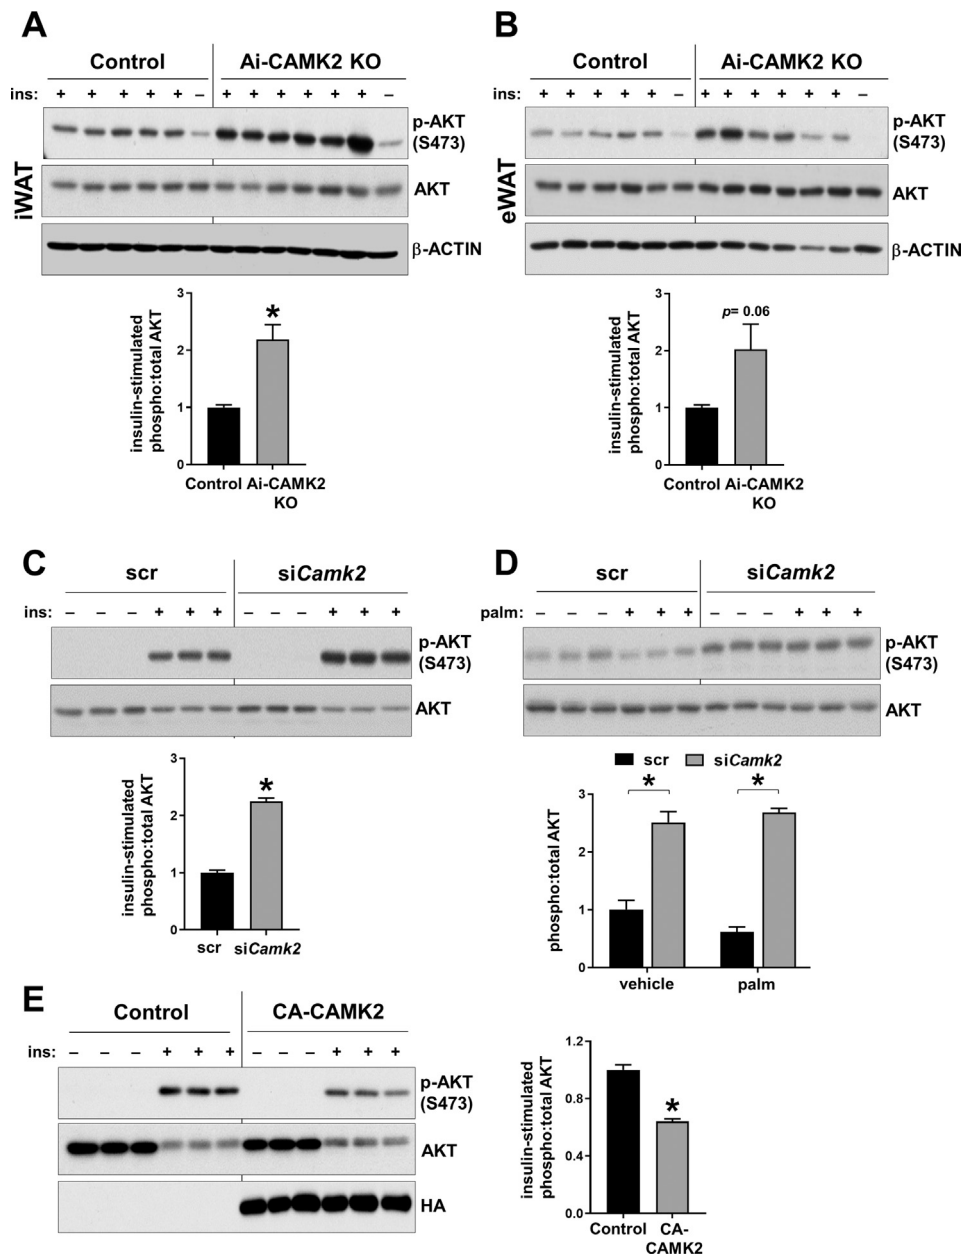 A
Control Ai-CAMK2 KO
ins: + + + + + – + + + + + + –
p-AKT
(S473)
AKT
β-ACTIN
iWAT
insulin-stimulated
phospho:total AKT
3
2
1
0
*
Control Ai-CAMK2
KO
B
Control Ai-CAMK2 KO
ins: + + + + + – + + + + + + –
p-AKT
(S473)
AKT
β-ACTIN
eWAT
insulin-stimulated
phospho:total AKT
3
2
1
0
p= 0.06
Control Ai-CAMK2
KO
C
scr siCamk2
ins: – – – + + + – – – + + +
p-AKT
(S473)
AKT
insulin-stimulated
phospho:total AKT
3
2
1
0
*
scr siCamk2
D
scr siCamk2
palm: – – – + + + – – – + + +
p-AKT
(S473)
AKT
scr siCamk2
phospho:total AKT
3
2
1
0
* *
vehicle palm
E
Control CA-CAMK2
ins: – – – + + + – – – + + +
p-AKT
(S473)
AKT
HA
insulin-stimulated
phospho:total AKT
1.2
0.8
0.4
0.0
*
Control CA-
CAMK2